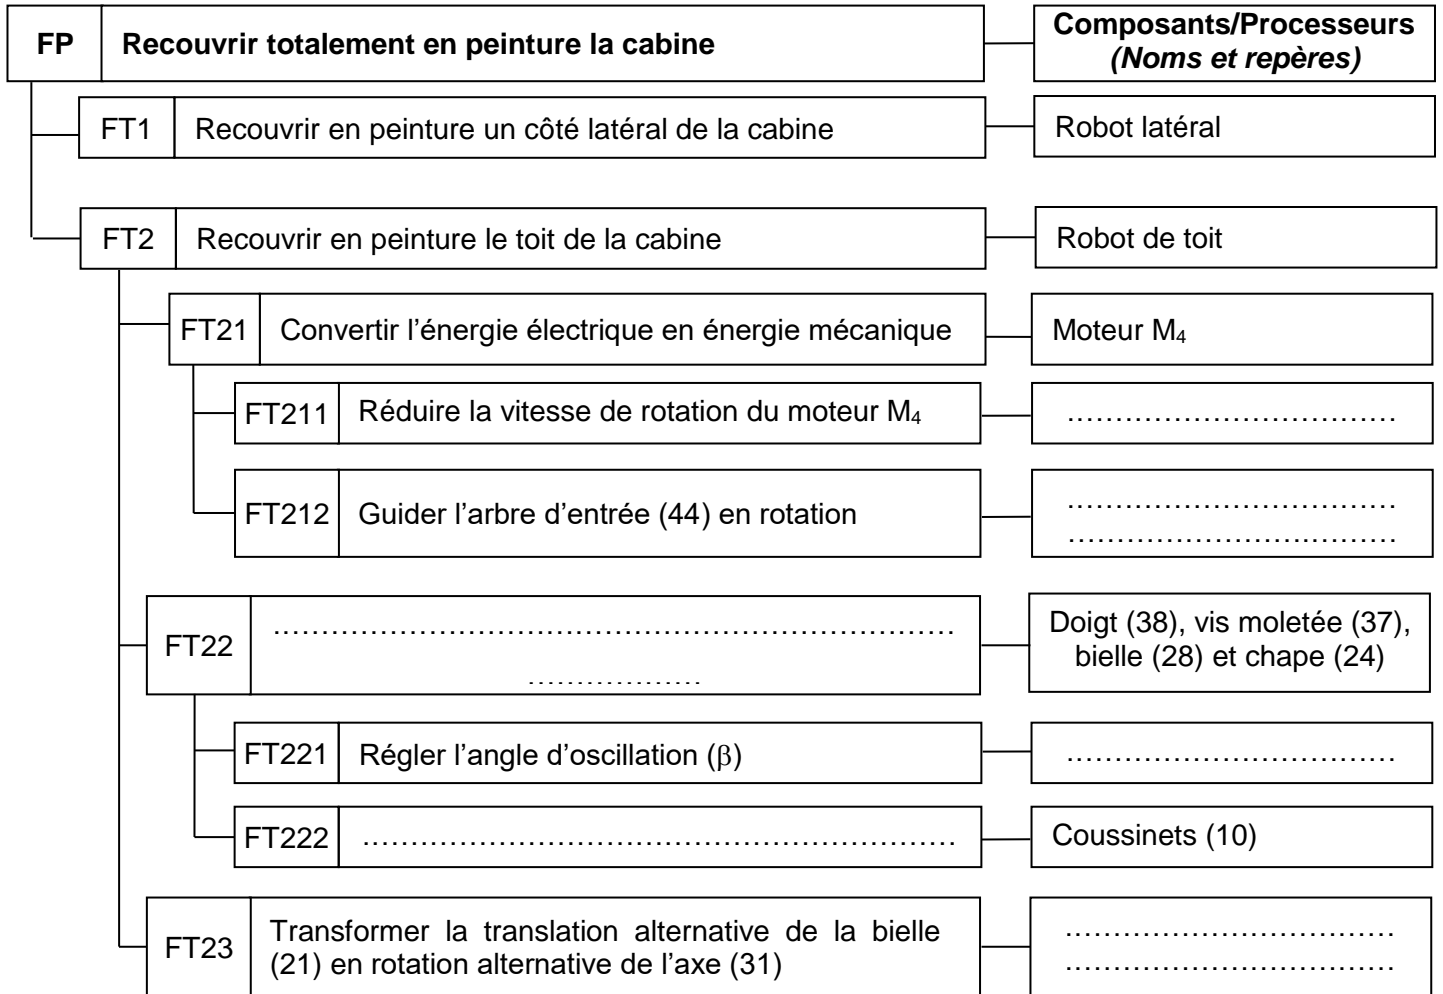 FP Recouvrir totalement en peinture la cabine Composants/Processeurs
(Noms et repères)
FT1 Recouvrir en peinture un côté latéral de la cabine Robot latéral
FT2 Recouvrir en peinture le toit de la cabine Robot de toit
FT21 Convertir l’énergie électrique en énergie mécanique Moteur M₄
FT211 Réduire la vitesse de rotation du moteur M₄ ……………………………
FT212 Guider l’arbre d’entrée (44) en rotation ……………………………
……………………………
FT22 ……………………………………………………………
………………
Doigt (38), vis moletée (37),
bielle (28) et chape (24)
FT221 Régler l’angle d’oscillation (β) ……………………………
FT222 …………………………………………………… Coussinets (10)
FT23 Transformer la translation alternative de la bielle
(21) en rotation alternative de l’axe (31)
……………………………
……………………………